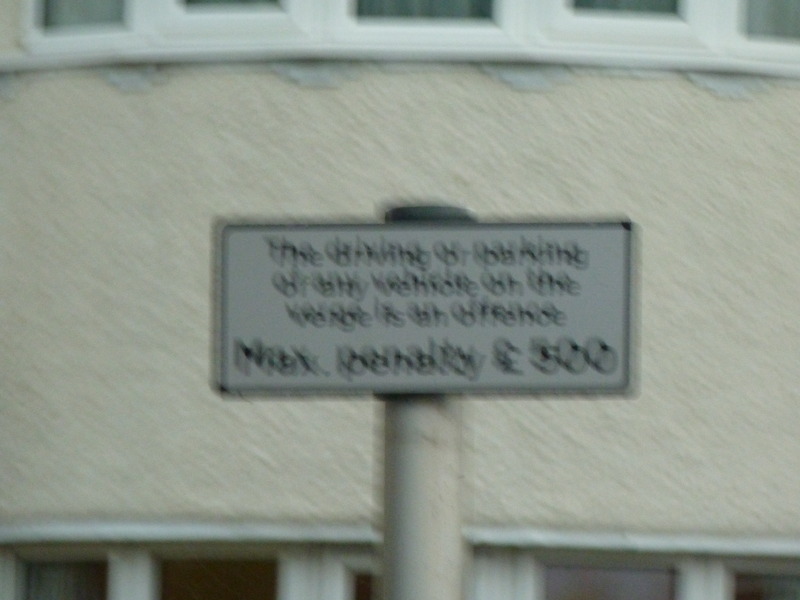 The driving or parking
of any vehicle on the
verge is an offence
Max. penalty £500